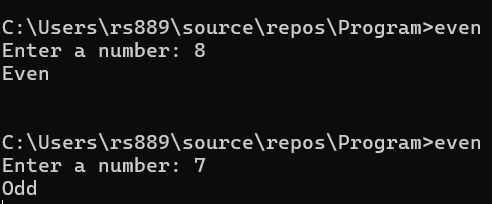 C:\Users\rs889\source\repos\Program>even
Enter a number: 8
Even
C:\Users\rs889\source\repos\Program>even
Enter a number: 7
Odd